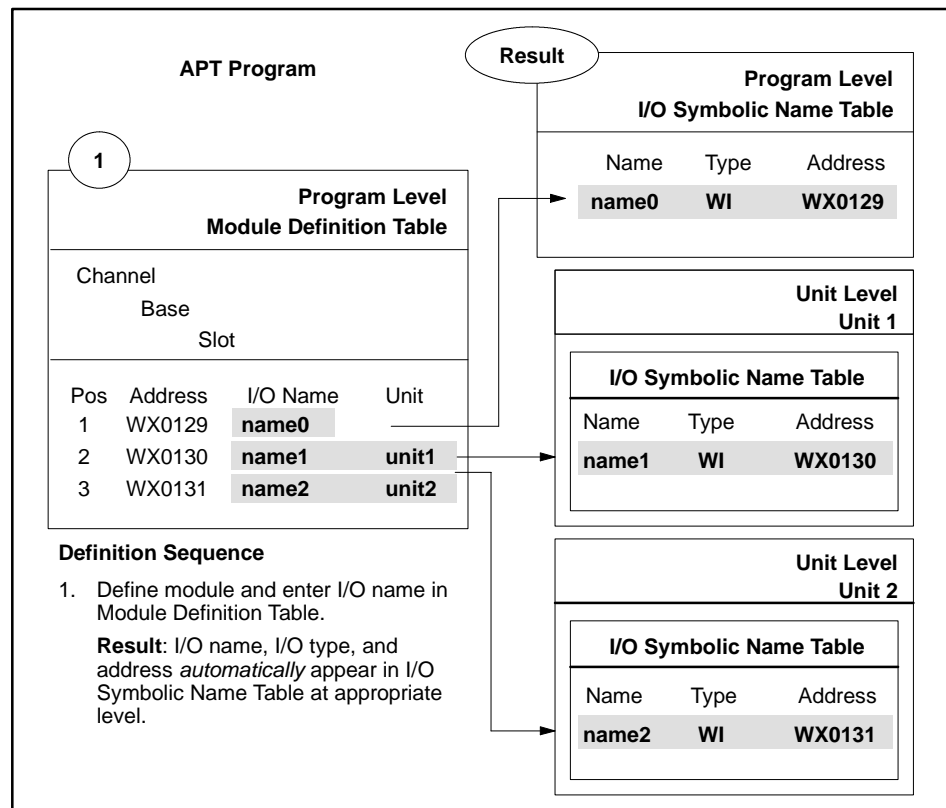 APT Program
1
Program Level
Module Definition Table
Channel
Base
Slot
Pos Address I/O Name Unit
1 WX0129 name0
2 WX0130 name1 unit1
3 WX0131 name2 unit2
Definition Sequence
1. Define module and enter I/O name in
Module Definition Table.
Result: I/O name, I/O type, and
address automatically appear in I/O
Symbolic Name Table at appropriate
level.
Result
Program Level
I/O Symbolic Name Table
Name Type Address
name0 WI WX0129
Unit Level
Unit 1
I/O Symbolic Name Table
Name Type Address
name1 WI WX0130
Unit Level
Unit 2
I/O Symbolic Name Table
Name Type Address
name2 WI WX0131